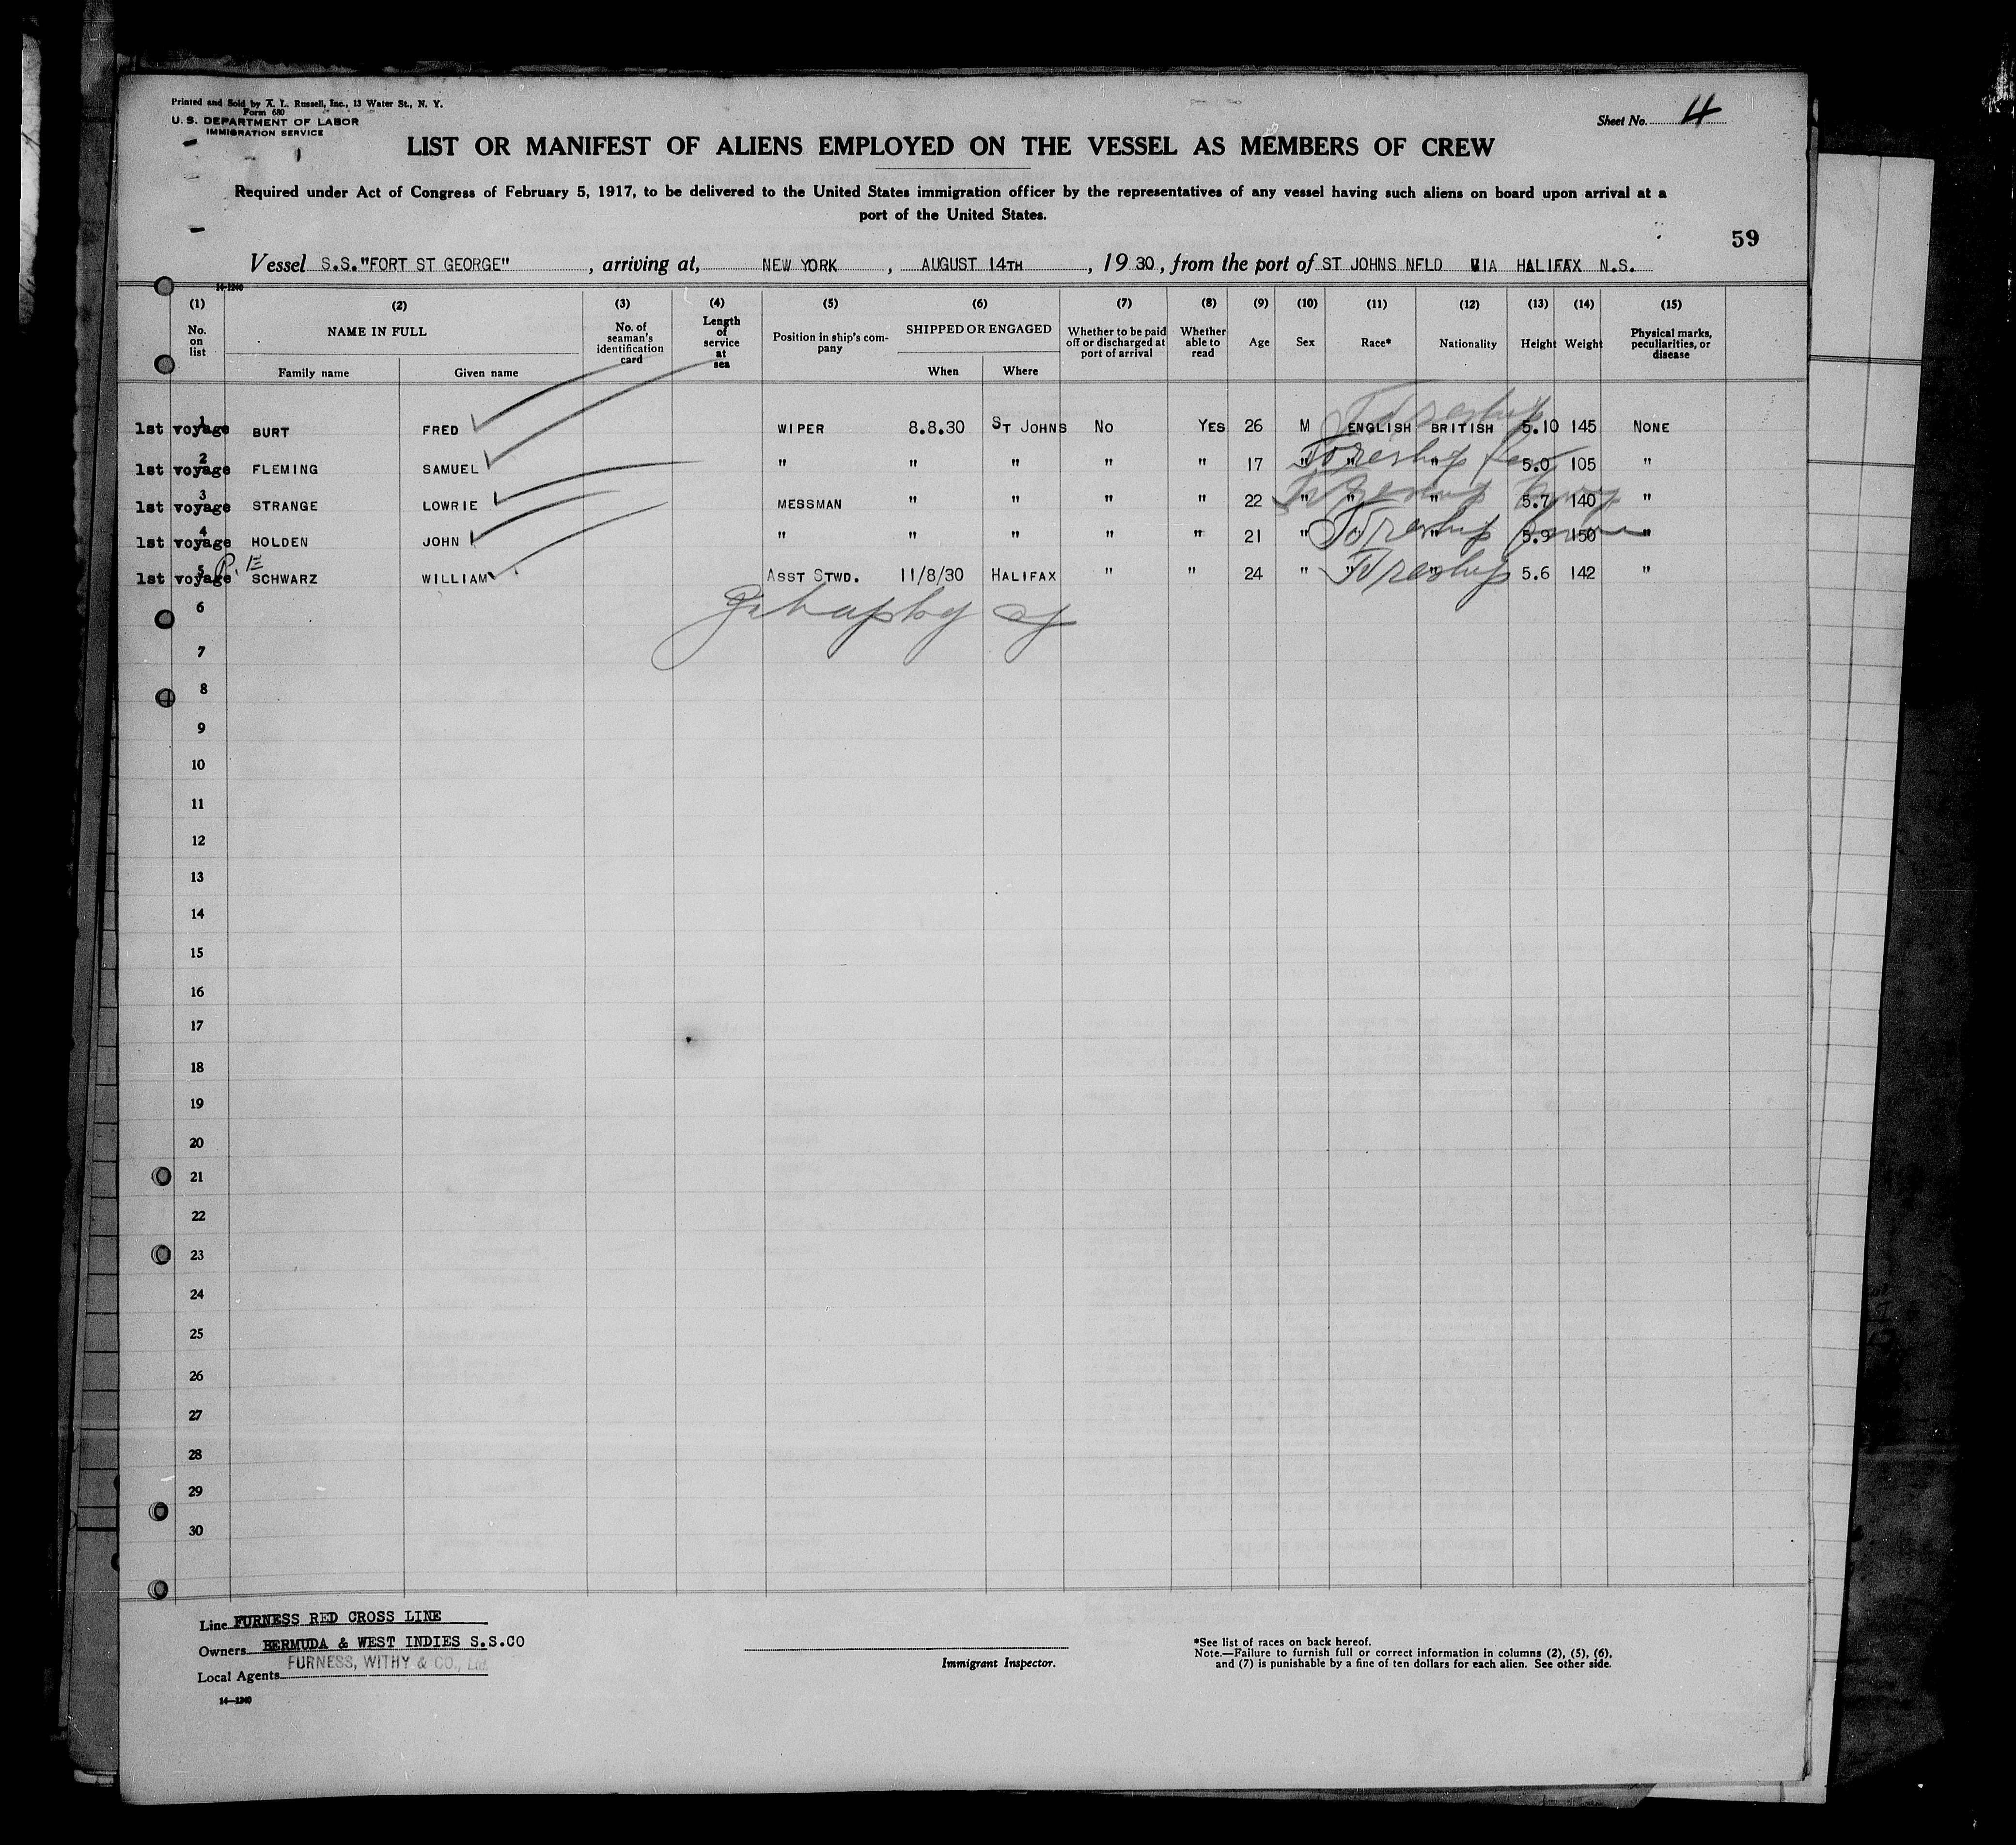 Printed and Sold by A. L. Russell, Inc., 13 Water St., N. Y.
Form 680
U. S. DEPARTMENT OF LABOR
IMMIGRATION SERVICE
Sheet No. 4
LIST OR MANIFEST OF ALIENS EMPLOYED ON THE VESSEL AS MEMBERS OF CREW
Required under Act of Congress of February 5, 1917, to be delivered to the United States immigration officer by the representatives of any vessel having such aliens on board upon arrival at a
port of the United States.
59
Vessel S.S."FORT ST GEORGE" , arriving at, NEW YORK , AUGUST 14TH , 19 30 , from the port of ST JOHNS NFLD VIA HALIFAX N.S.
14-1240
(1) (2) (3) (4) (5) (6) (7) (8) (9) (10) (11) (12) (13) (14) (15)
No. on list NAME IN FULL No. of seaman's identification card Length of service at sea Position in ship's company SHIPPED OR ENGAGED Whether to be paid off or discharged at port of arrival Whether able to read Age Sex Race* Nationality Height Weight Physical marks, peculiarities, or disease
Family name Given name When Where
1st voyage 1 BURT FRED WIPER 8.8.30 ST JOHNS NO YES 26 M ENGLISH BRITISH 5.10 145 NONE
1st voyage 2 FLEMING SAMUEL " " " " " 17 " " " 5.0 105 "
1st voyage 3 STRANGE LOWRIE MESSMAN " " " " 22 " " " 5.7 140 "
1st voyage 4 HOLDEN JOHN " " " " " 21 " " " 5.9 150 "
1st voyage 5 P.E SCHWARZ WILLIAM ASST STWD. 11/8/30 HALIFAX " " 24 " " " 5.6 142 "
6
7
8
9
10
11
12
13
14
15
16
17
18
19
20
21
22
23
24
25
26
27
28
29
30
Line FURNESS RED CROSS LINE
Owners BERMUDA & WEST INDIES S.S.CO
Local Agents FURNESS, WITHY & CO., Ltd.
14—1240
Immigrant Inspector.
*See list of races on back hereof.
Note.—Failure to furnish full or correct information in columns (2), (5), (6),
and (7) is punishable by a fine of ten dollars for each alien. See other side.